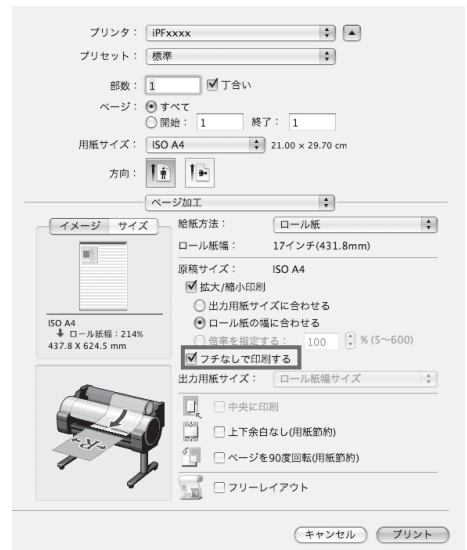 プリンタ： iPFxxxx
プリセット： 標準
部数： 1 丁合い
ページ： すべて
開始： 1 終了： 1
用紙サイズ： ISO A4 21.00 x 29.70 cm
方向：
ページ加工
イメージ サイズ
給紙方法： ロール紙
ロール紙幅： 17インチ(431.8mm)
原稿サイズ： ISO A4
拡大/縮小印刷
出力用紙サイズに合わせる
ロール紙の幅に合わせる
倍率を指定する： 100 % (5～600)
フチなしで印刷する
出力用紙サイズ： ロール紙幅サイズ
ISO A4
ロール紙幅：214%
437.8 X 624.5 mm
中央に印刷
上下余白なし(用紙節約)
ページを90度回転(用紙節約)
フリーレイアウト
キャンセル プリント